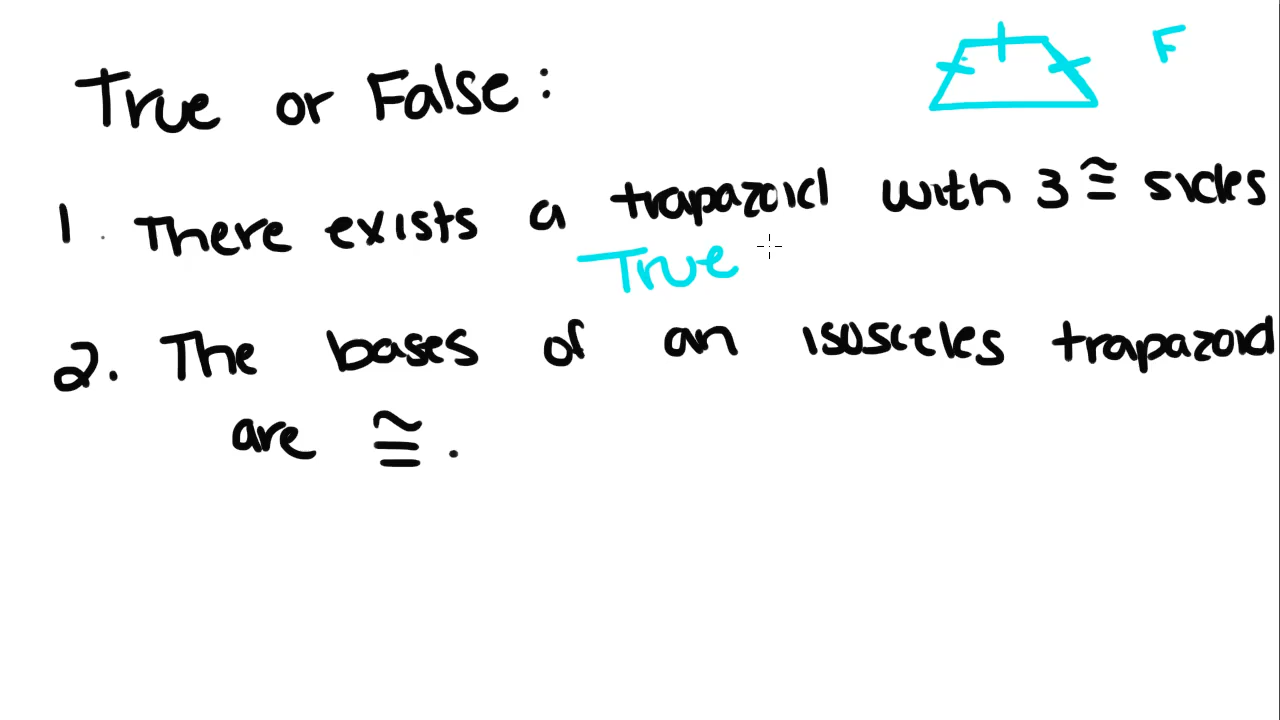 F
True or False:
1. There exists a trapazoid with 3 ≅ sides
True
2. The bases of an isosceles trapazoid
are ≅.